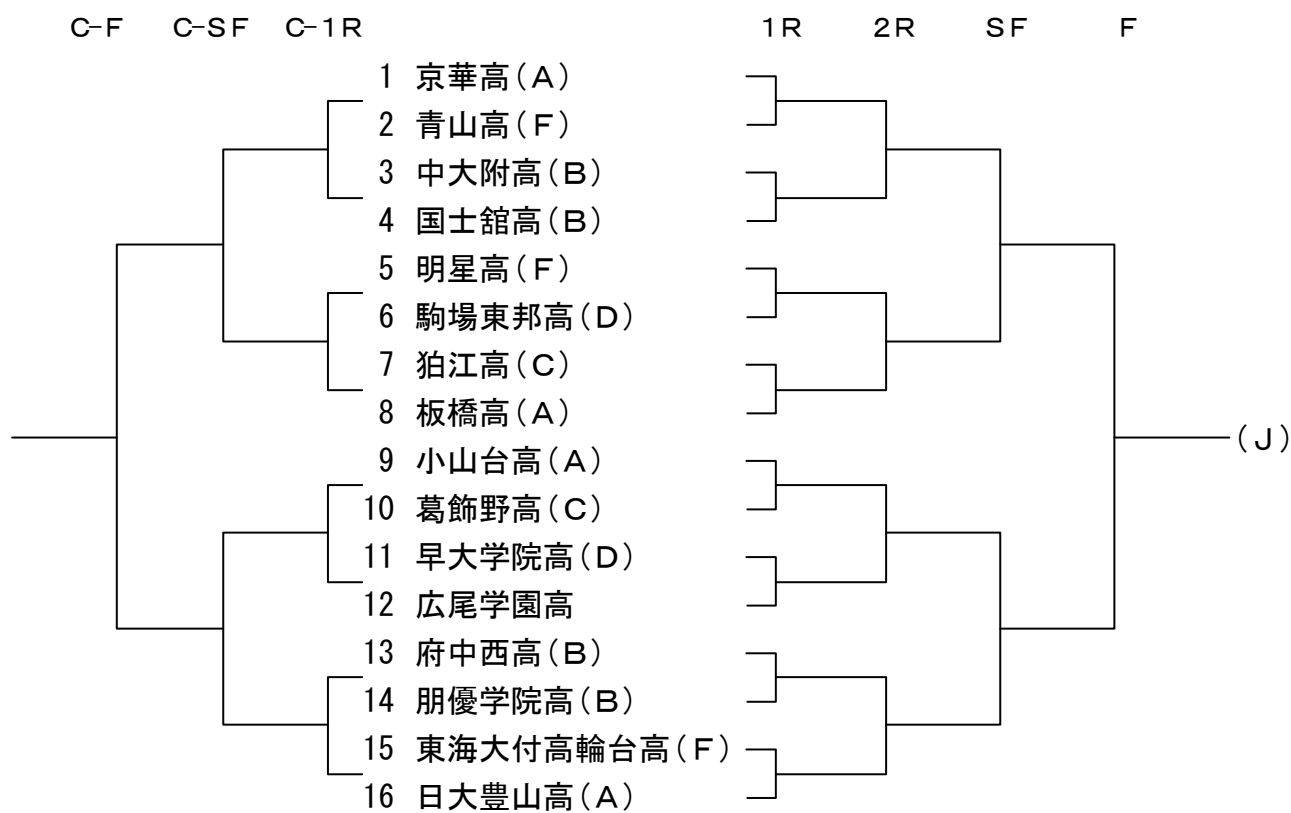 C-F C-SF C-1R 1R 2R SF F
1 京華高(A)
2 青山高(F)
3 中大附高(B)
4 国士舘高(B)
5 明星高(F)
6 駒場東邦高(D)
7 狛江高(C)
8 板橋高(A)
(J)
9 小山台高(A)
10 葛飾野高(C)
11 早大学院高(D)
12 広尾学園高
13 府中西高(B)
14 朋優学院高(B)
15 東海大付高輪台高(F)
16 日大豊山高(A)